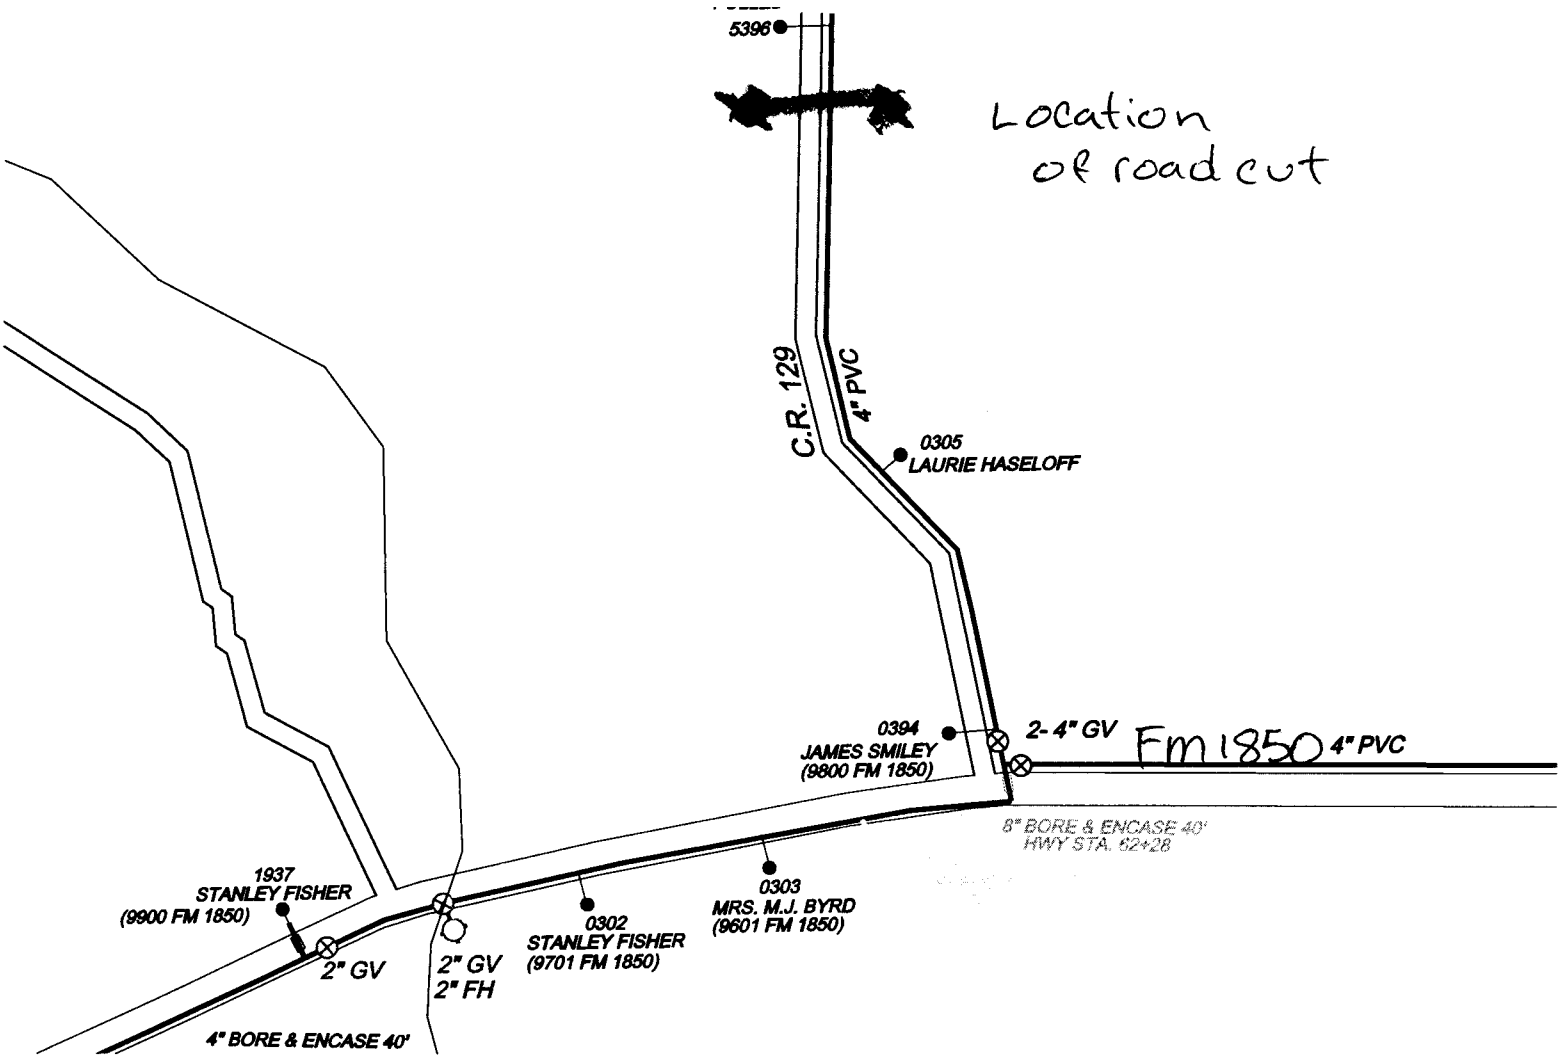 5396
Location
of road cut
C.R. 129
4" PVC
0305
LAURIE HASELOFF
0394
JAMES SMILEY
(9800 FM 1850)
2- 4" GV
Fm 1850
4" PVC
8" BORE & ENCASE 40'
HWY STA. 62+28
1937
STANLEY FISHER
(9900 FM 1850)
0303
MRS. M.J. BYRD
(9601 FM 1850)
0302
STANLEY FISHER
(9701 FM 1850)
2" GV
2" GV
2" FH
4" BORE & ENCASE 40'